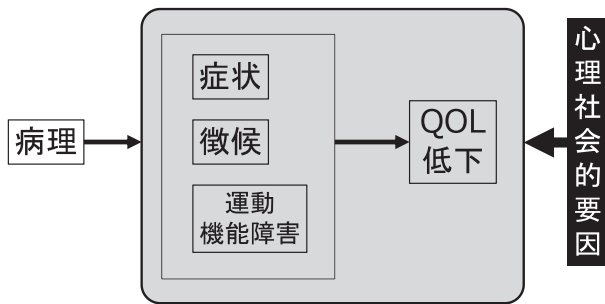 病理
症状
徴候
運動
機能障害
QOL
低下
心理社会的要因